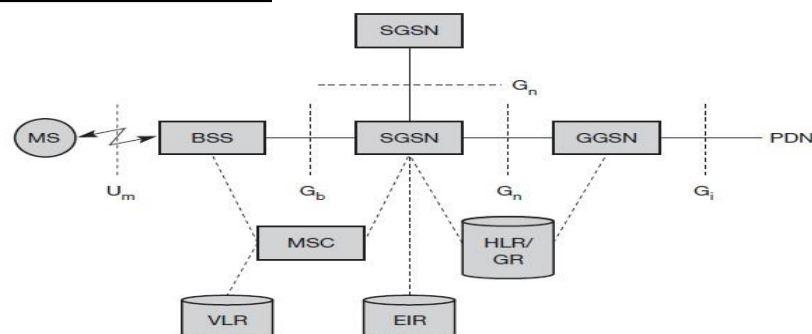 SGSN
Gn
MS
BSS
SGSN
GGSN
PDN
Um
Gb
Gn
Gi
MSC
HLR/
GR
VLR
EIR